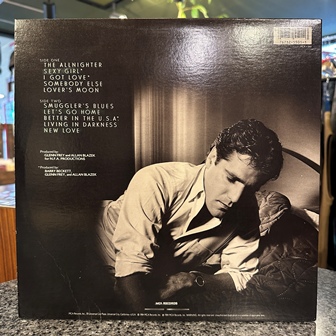 SIDE ONE
THE ALLNIGHTER
SEXY GIRL*
I GOT LOVE*
SOMEBODY ELSE
LOVER'S MOON
SIDE TWO
SMUGGLER'S BLUES
LET'S GO HOME
BETTER IN THE U.S.A*
LIVING IN DARKNESS
NEW LOVE
Produced by
GLENN FREY and ALLAN BLAZEK
for N.Y.A. PRODUCTIONS
*Produced by
BARRY BECKETT,
GLENN FREY, and ALLAN BLAZEK
MCA RECORDS